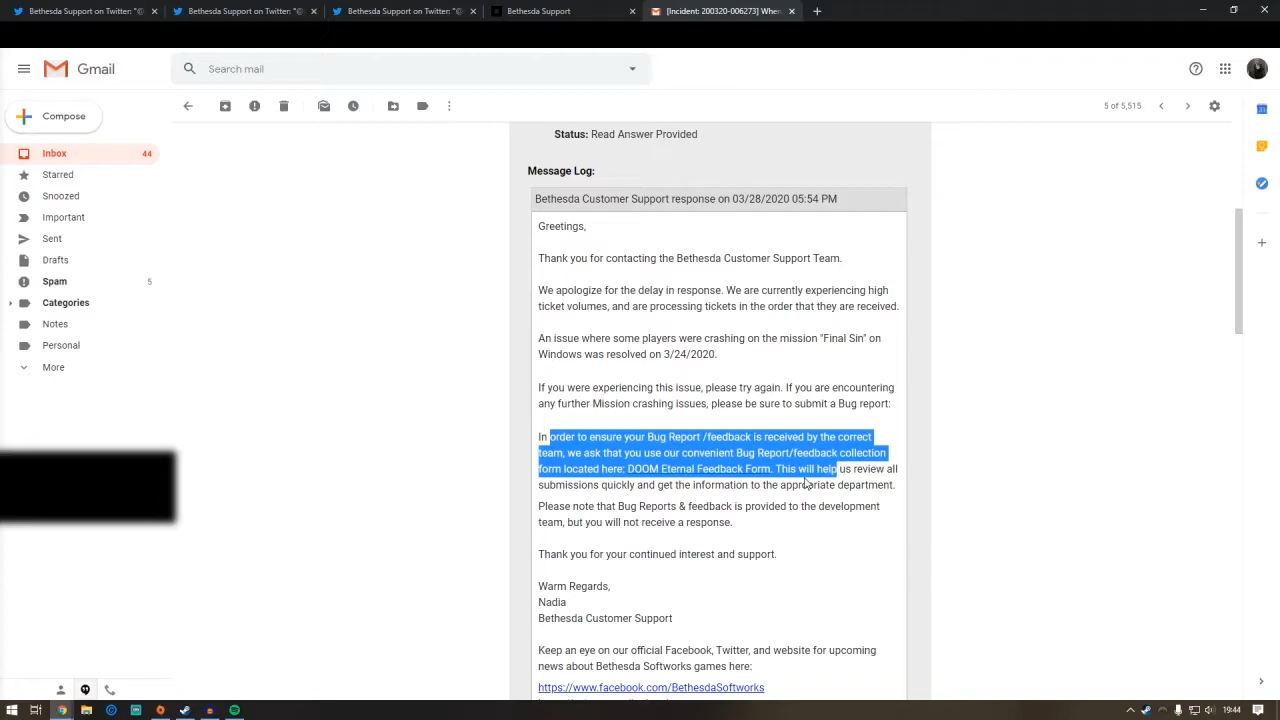 Bethesda Support on Twitter: "@
Bethesda Support on Twitter: "@
Bethesda Support on Twitter: "@
Bethesda Support
[Incident: 200320-006273] When
Gmail
Search mail
Compose
5 of 5,515
Inbox 44
Starred
Snoozed
Important
Sent
Drafts
Spam 5
Categories
Notes
Personal
More
Status: Read Answer Provided
Message Log:
Bethesda Customer Support response on 03/28/2020 05:54 PM
Greetings,
Thank you for contacting the Bethesda Customer Support Team.
We apologize for the delay in response. We are currently experiencing high
ticket volumes, and are processing tickets in the order that they are received.
An issue where some players were crashing on the mission "Final Sin" on
Windows was resolved on 3/24/2020.
If you were experiencing this issue, please try again. If you are encountering
any further Mission crashing issues, please be sure to submit a Bug report:
In order to ensure your Bug Report /feedback is received by the correct
team, we ask that you use our convenient Bug Report/feedback collection
form located here: DOOM Eternal Feedback Form. This will help us review all
submissions quickly and get the information to the appropriate department.
Please note that Bug Reports & feedback is provided to the development
team, but you will not receive a response.
Thank you for your continued interest and support.
Warm Regards,
Nadia
Bethesda Customer Support
Keep an eye on our official Facebook, Twitter, and website for upcoming
news about Bethesda Softworks games here:
https://www.facebook.com/BethesdaSoftworks
19:44